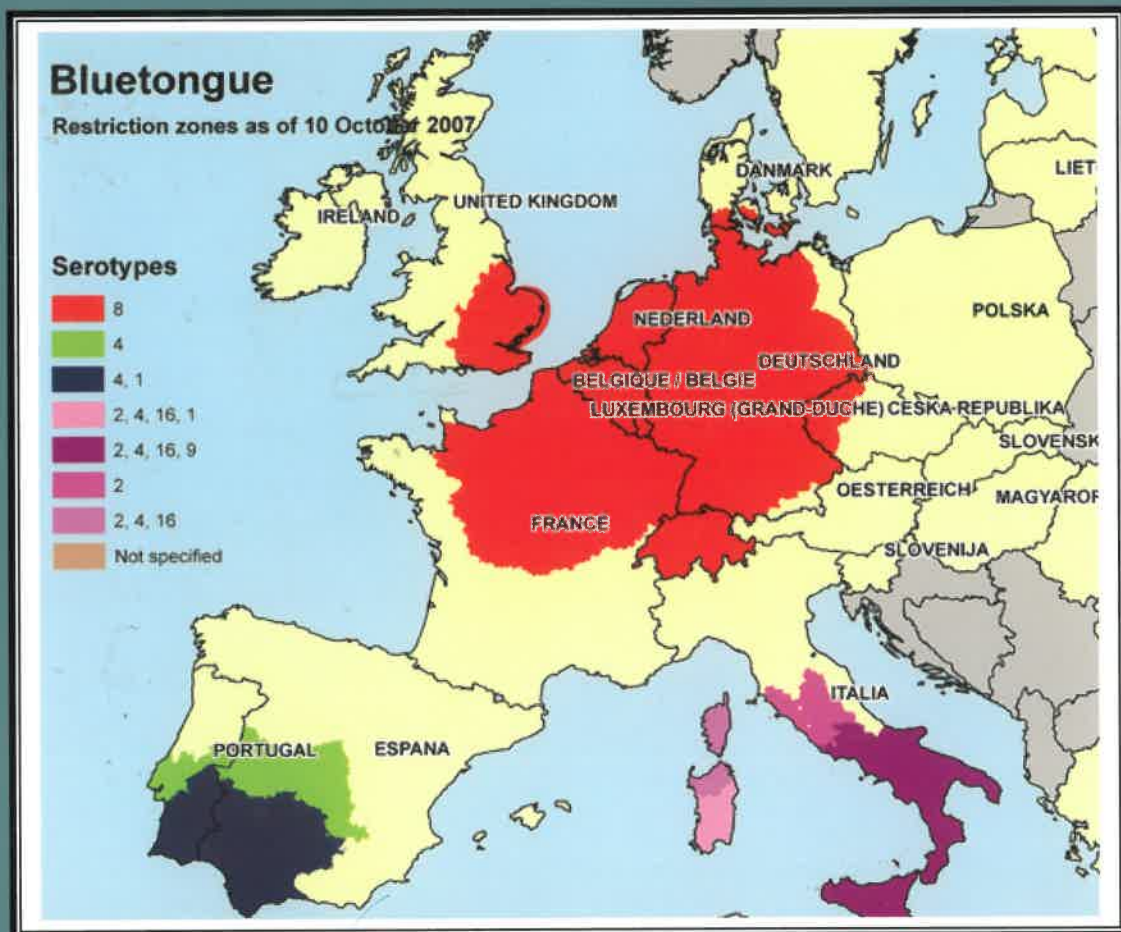 Bluetongue
Restriction zones as of 10 October 2007
Serotypes
8
4
4, 1
2, 4, 16, 1
2, 4, 16, 9
2
2, 4, 16
Not specified
DANMARK
LIET
UNITED KINGDOM
IRELAND
POLSKA
NEDERLAND
DEUTSCHLAND
BELGIQUE / BELGIE
LUXEMBOURG (GRAND-DUCHE)
CESKA REPUBLIKA
SLOVENSK
OESTERREICH
MAGYAROR
FRANCE
SLOVENIJA
ITALIA
PORTUGAL
ESPANA